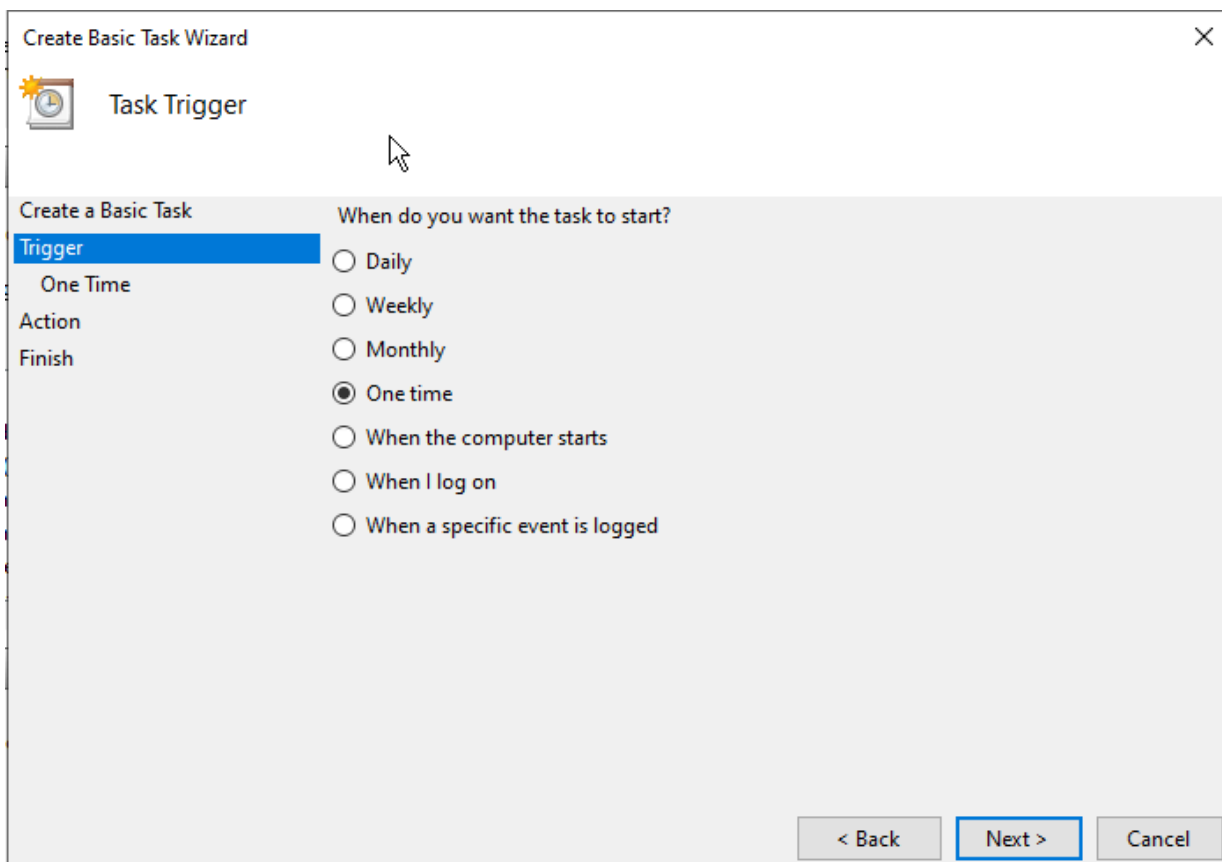 Create Basic Task Wizard
Task Trigger
Create a Basic Task
Trigger
One Time
Action
Finish
When do you want the task to start?
Daily
Weekly
Monthly
One time
When the computer starts
When I log on
When a specific event is logged
< Back
Next >
Cancel